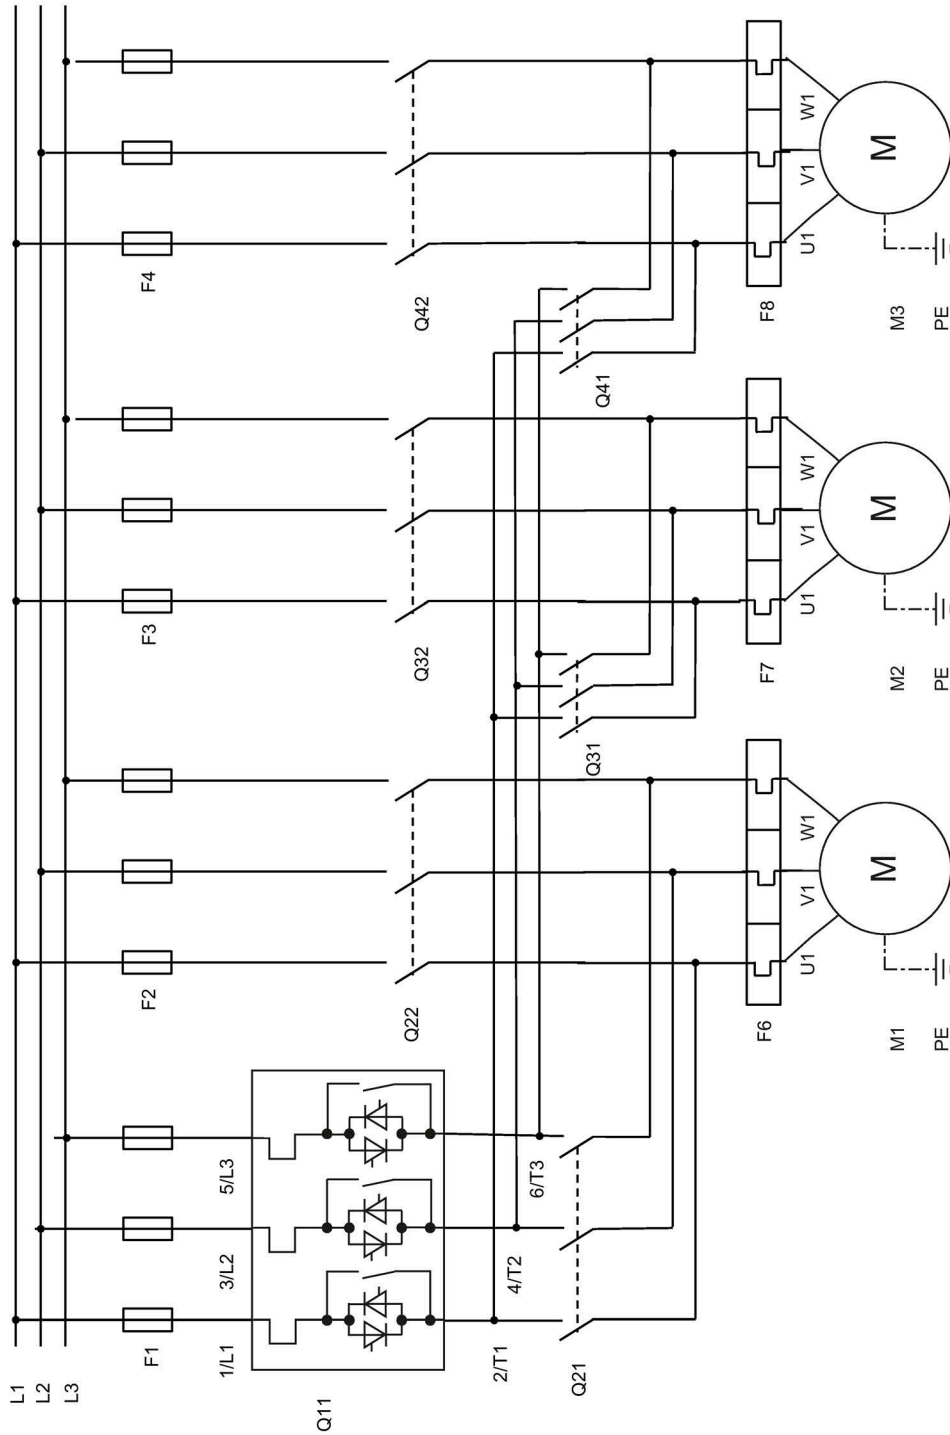 L1
L2
L3
F1
F2
F3
F4
1/L1
3/L2
5/L3
Q11
Q22
Q32
Q42
2/T1
4/T2
6/T3
Q21
Q31
Q41
F6
F7
F8
U1 V1 W1
U1 V1 W1
U1 V1 W1
M
M
M
M1
M2
M3
PE
PE
PE